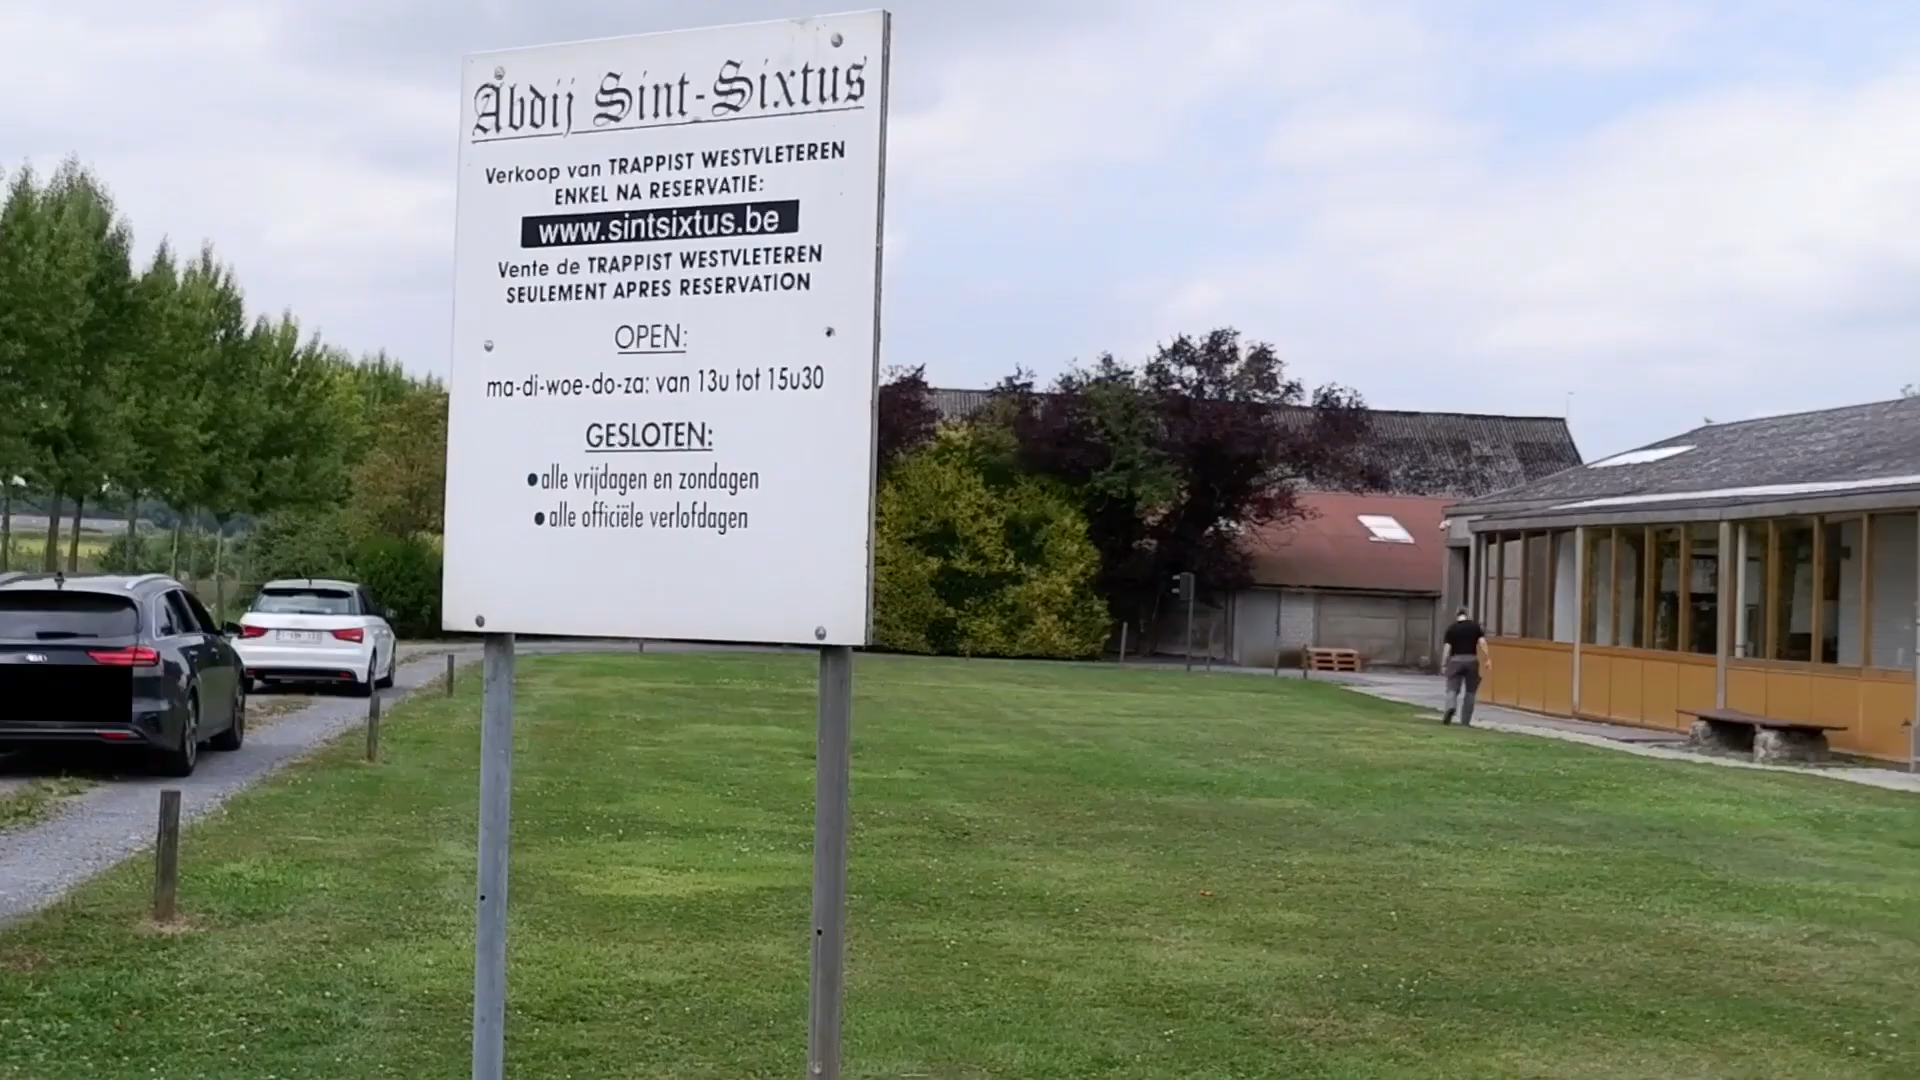 Abdij Sint-Sixtus
Verkoop van TRAPPIST WESTVLETEREN
ENKEL NA RESERVATIE:
www.sintsixtus.be
Vente de TRAPPIST WESTVLETEREN
SEULEMENT APRES RESERVATION
OPEN:
ma-di-woe-do-za: van 13u tot 15u30
GESLOTEN:
•alle vrijdagen en zondagen
•alle officiële verlofdagen